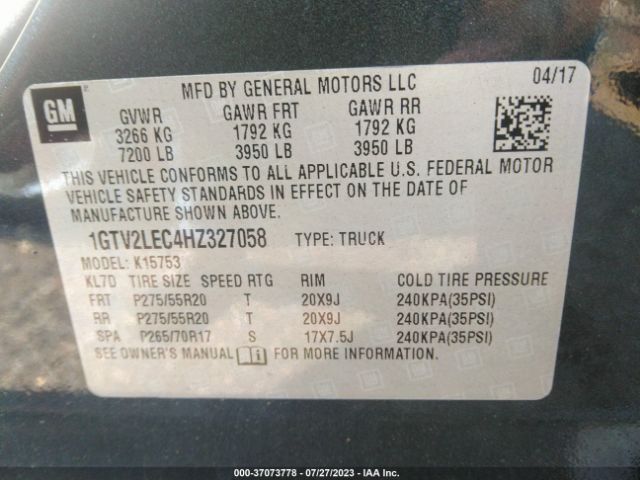 GM
MFD BY GENERAL MOTORS LLC 04/17
GVWR GAWR FRT GAWR RR
3266 KG 1792 KG 1792 KG
7200 LB 3950 LB 3950 LB
THIS VEHICLE CONFORMS TO ALL APPLICABLE U.S. FEDERAL MOTOR
VEHICLE SAFETY STANDARDS IN EFFECT ON THE DATE OF
MANUFACTURE SHOWN ABOVE.
1GTV2LEC4HZ327058 TYPE: TRUCK
MODEL: K15753
KL7D TIRE SIZE SPEED RTG RIM COLD TIRE PRESSURE
FRT P275/55R20 T 20X9J 240KPA(35PSI)
RR P275/55R20 T 20X9J 240KPA(35PSI)
SPA P265/70R17 S 17X7.5J 240KPA(35PSI)
SEE OWNER'S MANUAL FOR MORE INFORMATION.
000-37073778 - 07/27/2023 - IAA Inc.